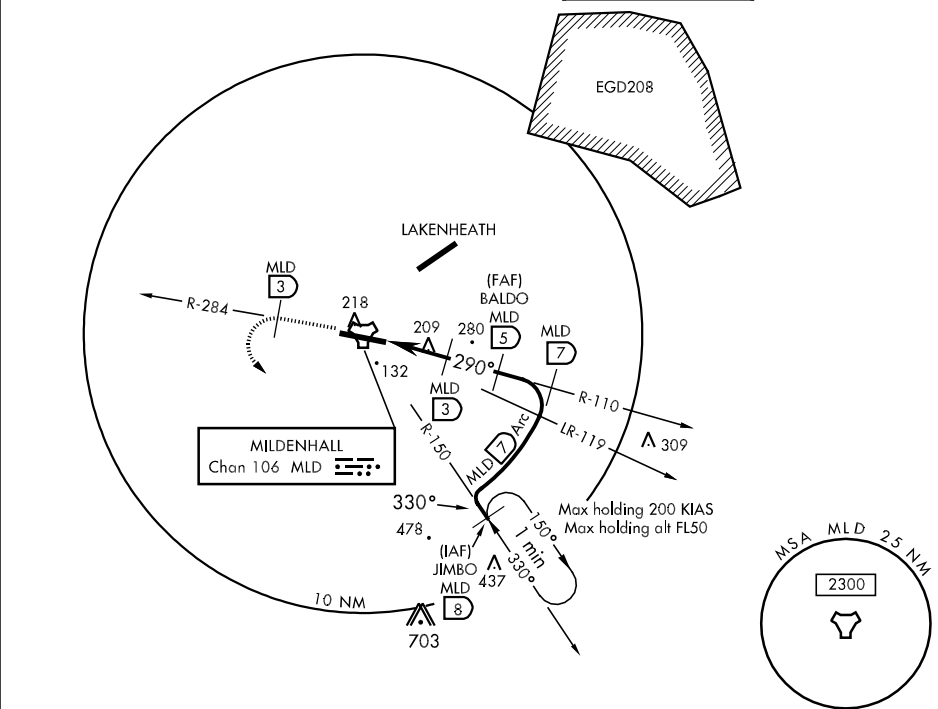 EGD208
LAKENHEATH
MLD
3
R-284
218
209
280
(FAF)
BALDO
MLD
5
MLD
7
290°
132
MLD
3
R-110
LR-119
309
R-150
MLD 7 Arc
MILDENHALL
Chan 106 MLD
330°
478
(IAF)
JIMBO
MLD
8
437
150°
1 min
330°
Max holding 200 KIAS
Max holding alt FL50
10 NM
703
MSA MLD 25 NM
2300